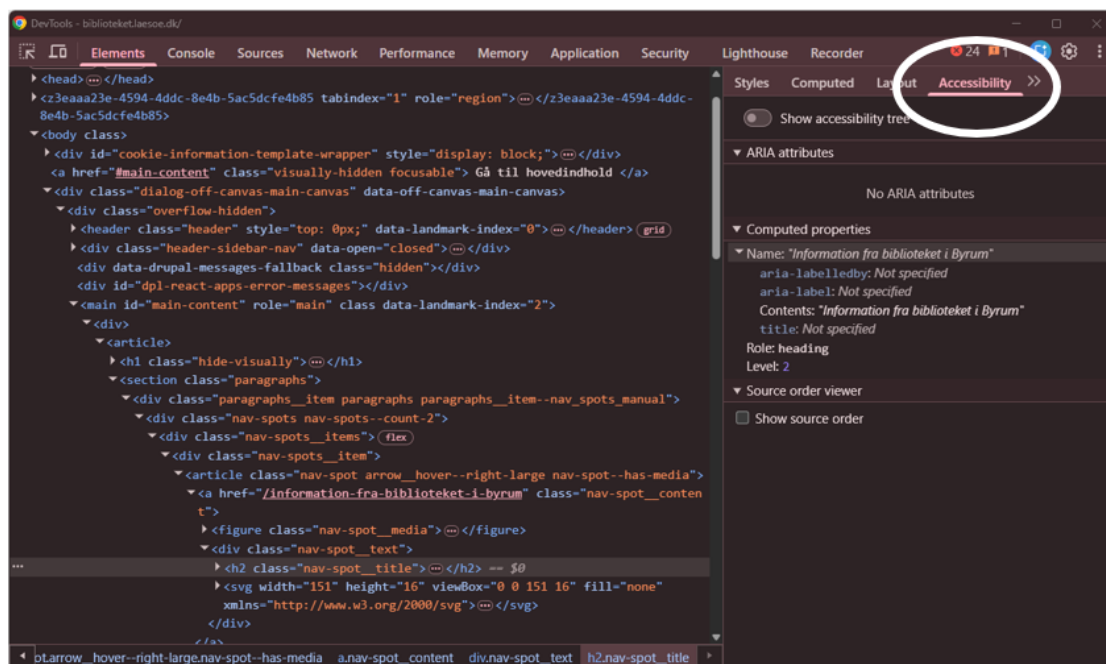 DevTools - biblioteket.laesoe.dk/
Elements Console Sources Network Performance Memory Application Security Lighthouse Recorder 24 1
<head> </head>
<z3eaaa23e-4594-4ddc-8e4b-5ac5dcfe4b85 tabindex="1" role="region"> </z3eaaa23e-4594-4ddc-
8e4b-5ac5dcfe4b85>
<body class>
<div id="cookie-information-template-wrapper" style="display: block;"> </div>
<a href="#main-content" class="visually-hidden focusable"> Gå til hovedindhold </a>
<div class="dialog-off-canvas-main-canvas" data-off-canvas-main-canvas>
<div class="overflow-hidden">
<header class="header" style="top: 0px;" data-landmark-index="0"> </header> grid
<div class="header-sidebar-nav" data-open="closed"> </div>
<div data-drupal-messages-fallback class="hidden"></div>
<div id="dpl-react-apps-error-messages"></div>
<main id="main-content" role="main" class data-landmark-index="2">
<div>
<article>
<h1 class="hide-visually"> </h1>
<section class="paragraphs">
<div class="paragraphs__item paragraphs paragraphs__item--nav_spots_manual">
<div class="nav-spots nav-spots--count-2">
<div class="nav-spots__items"> flex
<div class="nav-spots__item">
<article class="nav-spot arrow__hover--right-large nav-spot--has-media">
<a href="/information-fra-biblioteket-i-byrum" class="nav-spot__conten
t">
<figure class="nav-spot__media"> </figure>
<div class="nav-spot__text">
<h2 class="nav-spot__title"> </h2> == $0
<svg width="151" height="16" viewBox="0 0 151 16" fill="none"
xmlns="http://www.w3.org/2000/svg"> </svg>
</div>
</a>
ot.arrow__hover--right-large.nav-spot--has-media a.nav-spot__content div.nav-spot__text h2.nav-spot__title
Styles Computed Layout Accessibility
Show accessibility tree
ARIA attributes
No ARIA attributes
Computed properties
Name: "Information fra biblioteket i Byrum"
aria-labelledby: Not specified
aria-label: Not specified
Contents: "Information fra biblioteket i Byrum"
title: Not specified
Role: heading
Level: 2
Source order viewer
Show source order